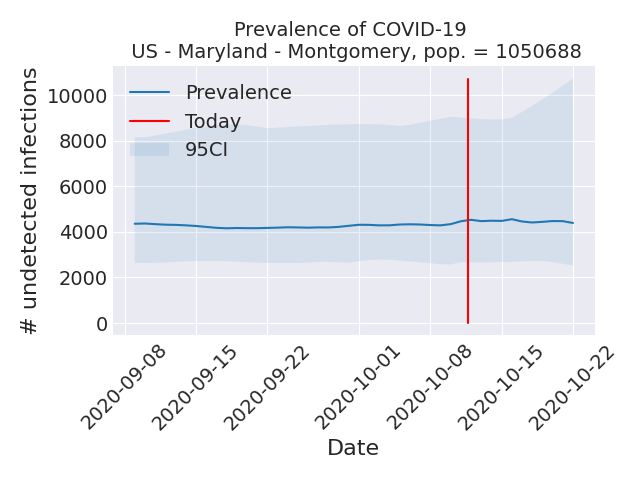 Prevalence of COVID-19
US - Maryland - Montgomery, pop. = 1050688
# undetected infections
10000
8000
6000
4000
2000
0
Prevalence
Today
95CI
2020-09-08
2020-09-15
2020-09-22
2020-10-01
2020-10-08
2020-10-15
2020-10-22
Date